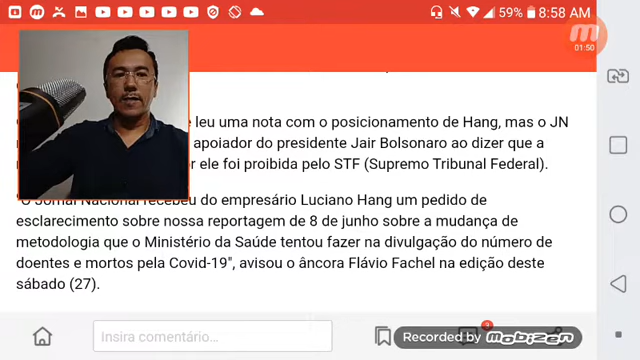 59% 8:58 AM
01:50
leu uma nota com o posicionamento de Hang, mas o JN
apoiador do presidente Jair Bolsonaro ao dizer que a
ele foi proibida pelo STF (Supremo Tribunal Federal).
"O Jornal Nacional recebeu do empresário Luciano Hang um pedido de
esclarecimento sobre nossa reportagem de 8 de junho sobre a mudança de
metodologia que o Ministério da Saúde tentou fazer na divulgação do número de
doentes e mortos pela Covid-19", avisou o âncora Flávio Fachel na edição deste
sábado (27).
Insira comentário...
Recorded by mobizen